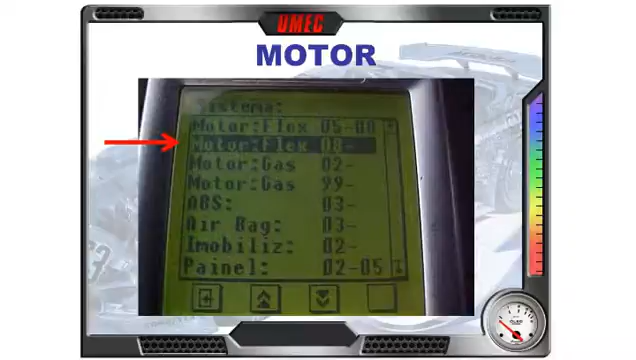 UMEC
MOTOR
Sistema:
Motor:Flex 05-08
Motor:Flex 08-
Motor:Gas 02-
Motor:Gas 99-
ABS: 03-
Air Bag: 03-
Imobiliz: 02-
Painel: 02-05